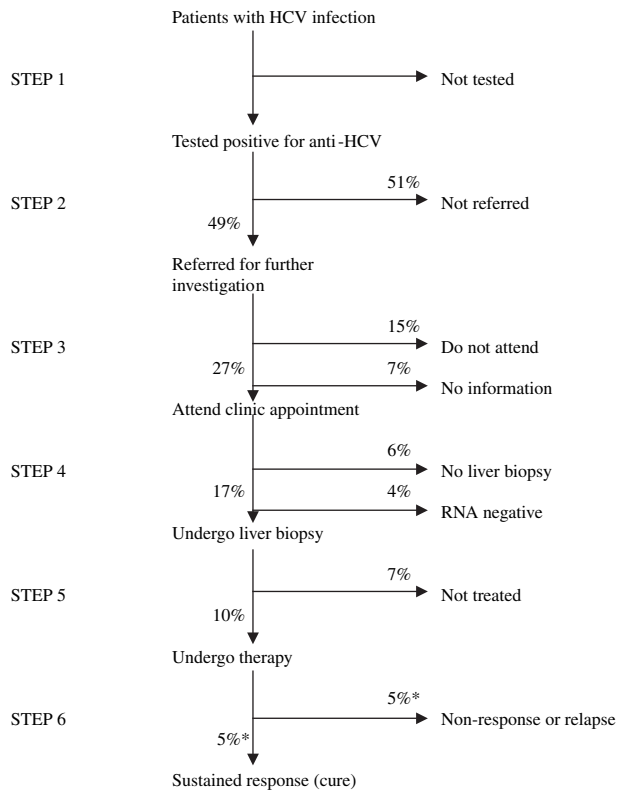 Patients with HCV infection
STEP 1
Not tested
Tested positive for anti-HCV
51%
STEP 2
Not referred
49%
Referred for further
investigation
15%
STEP 3
Do not attend
27%
7%
No information
Attend clinic appointment
6%
STEP 4
No liver biopsy
17%
4%
RNA negative
Undergo liver biopsy
7%
STEP 5
Not treated
10%
Undergo therapy
5%*
STEP 6
Non-response or relapse
5%*
Sustained response (cure)